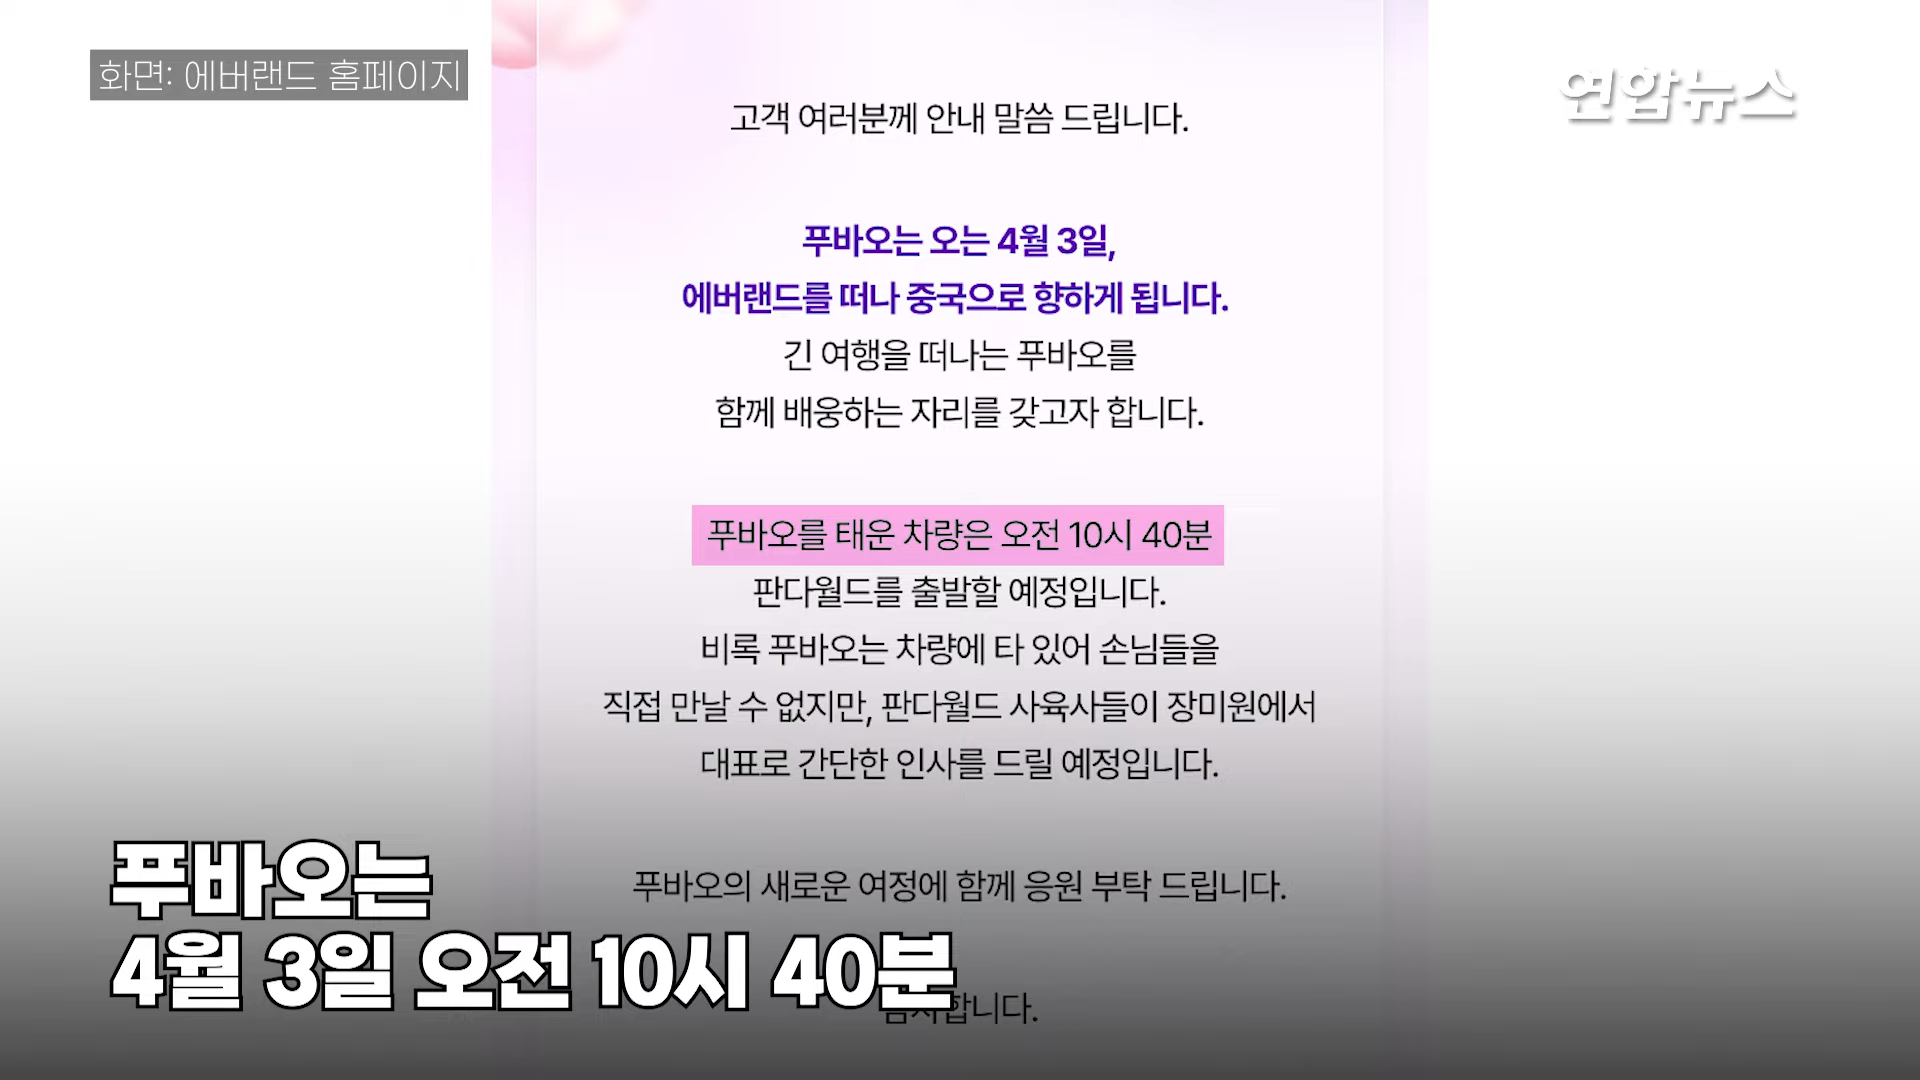 화면: 에버랜드 홈페이지
연합뉴스
고객 여러분께 안내 말씀 드립니다.
푸바오는 오는 4월 3일,
에버랜드를 떠나 중국으로 향하게 됩니다.
긴 여행을 떠나는 푸바오를
함께 배웅하는 자리를 갖고자 합니다.
푸바오를 태운 차량은 오전 10시 40분
판다월드를 출발할 예정입니다.
비록 푸바오는 차량에 타 있어 손님들을
직접 만날 수 없지만, 판다월드 사육사들이 장미원에서
대표로 간단한 인사를 드릴 예정입니다.
푸바오의 새로운 여정에 함께 응원 부탁 드립니다.
감사합니다.
푸바오는
4월 3일 오전 10시 40분